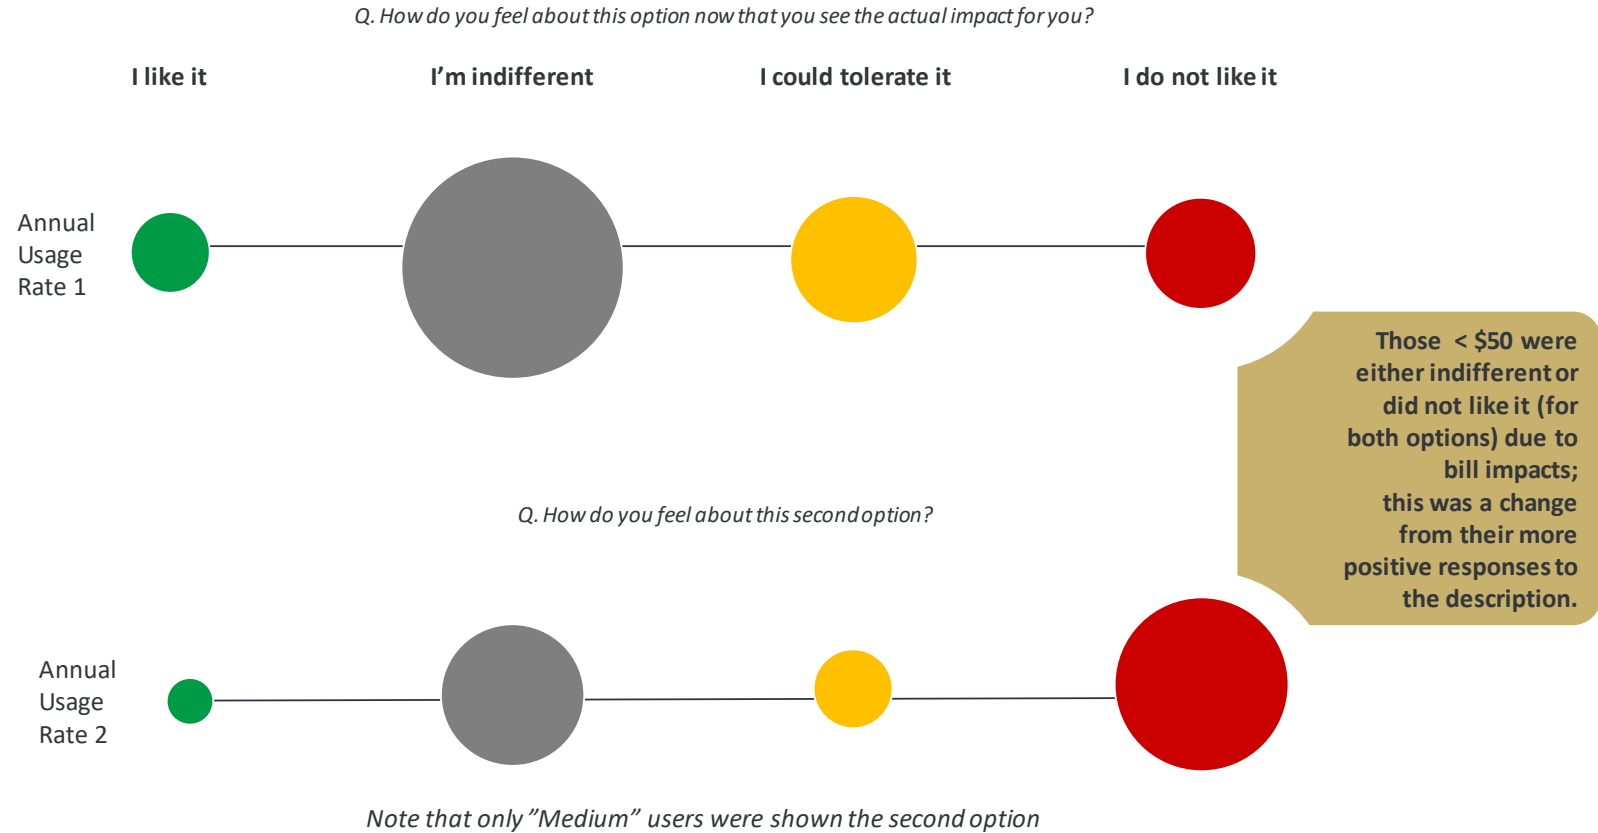 Q. How do you feel about this option now that you see the actual impact for you?
I like it
I'm indifferent
I could tolerate it
I do not like it
Annual
Usage
Rate 1
Those < $50 were
either indifferent or
did not like it (for
both options) due to
bill impacts;
this was a change
from their more
positive responses to
the description.
Q. How do you feel about this second option?
Annual
Usage
Rate 2
Note that only ”Medium” users were shown the second option